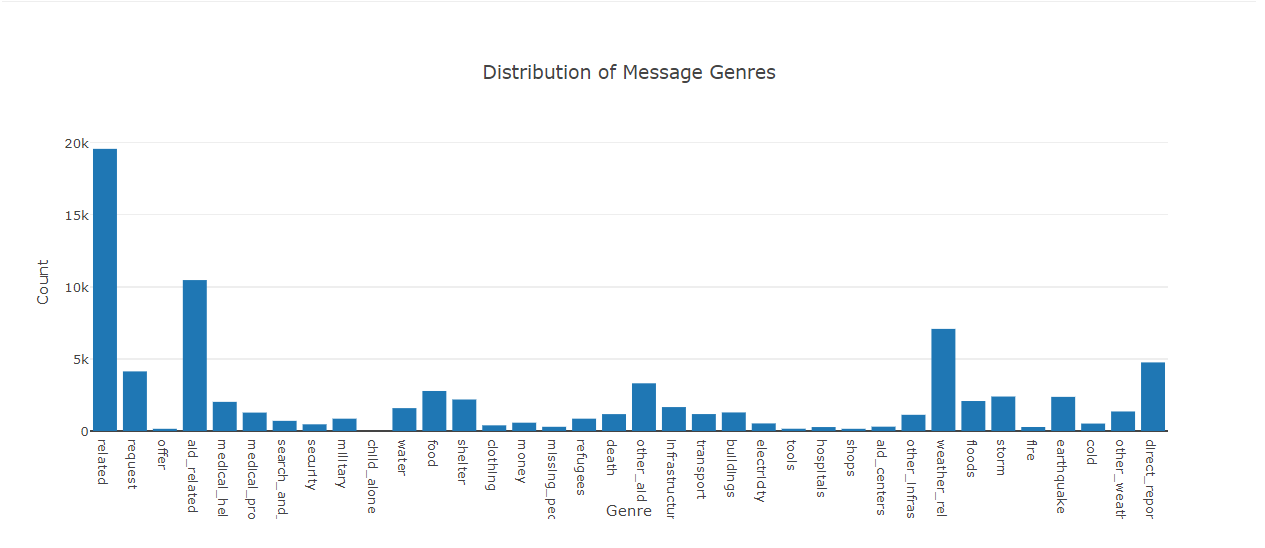 Distribution of Message Genres
20k
15k
10k
5k
0
Count
related
request
offer
aid_related
medical_hel
medical_pro
search_and_
security
military
child_alone
water
food
shelter
clothing
money
missing_peo
refugees
death
other_aid
infrastructur
transport
buildings
electricity
tools
hospitals
shops
aid_centers
other_infras
weather_rel
floods
storm
fire
earthquake
cold
other_weath
direct_repor
Genre